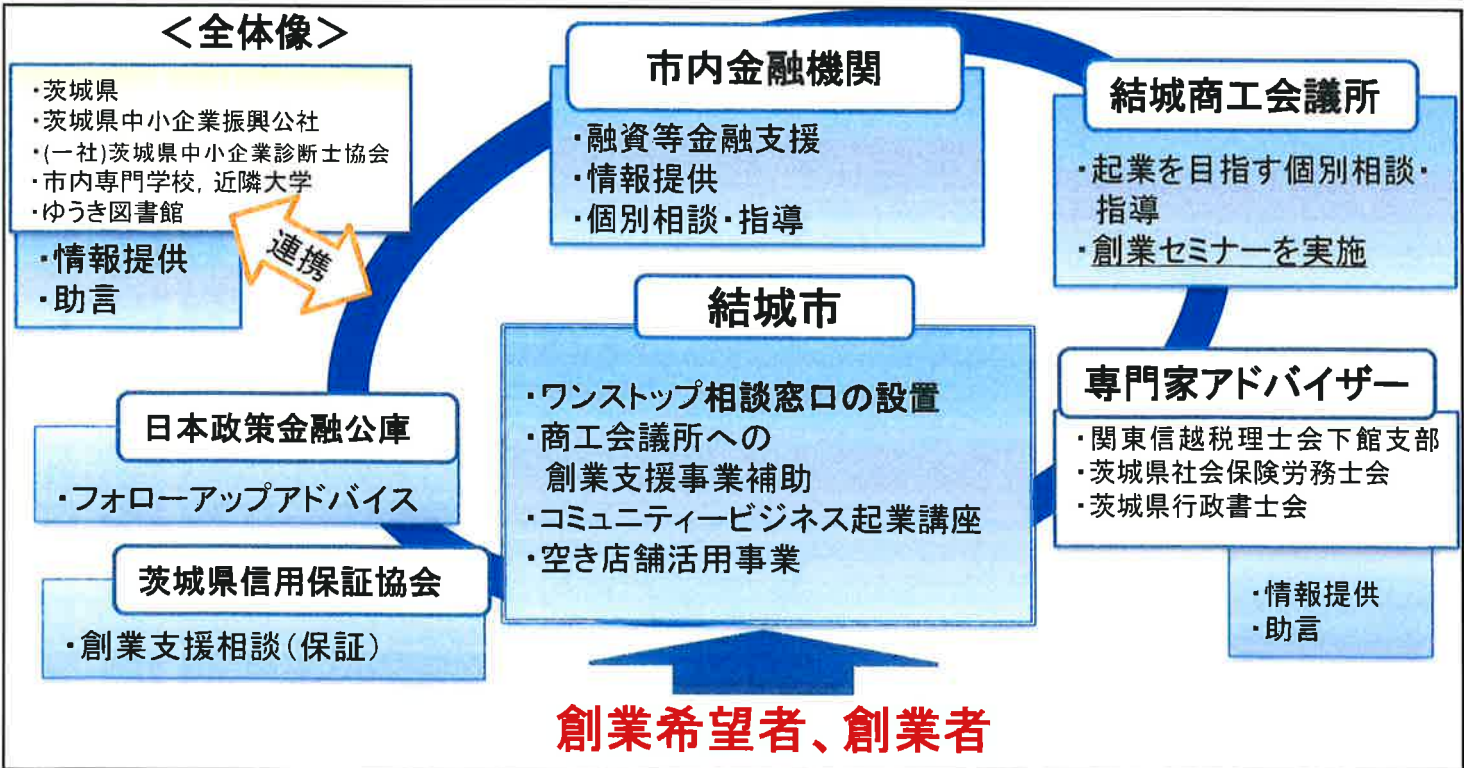 ＜全体像＞
・茨城県
・茨城県中小企業振興公社
・(一社)茨城県中小企業診断士協会
・市内専門学校, 近隣大学
・ゆうき図書館
・情報提供
・助言
連携
市内金融機関
・融資等金融支援
・情報提供
・個別相談・指導
結城商工会議所
・起業を目指す個別相談・
指導
・創業セミナーを実施
結城市
・ワンストップ相談窓口の設置
・商工会議所への
創業支援事業補助
・コミュニティービジネス起業講座
・空き店舗活用事業
専門家アドバイザー
・関東信越税理士会下館支部
・茨城県社会保険労務士会
・茨城県行政書士会
・情報提供
・助言
日本政策金融公庫
・フォローアップアドバイス
茨城県信用保証協会
・創業支援相談(保証)
創業希望者、創業者